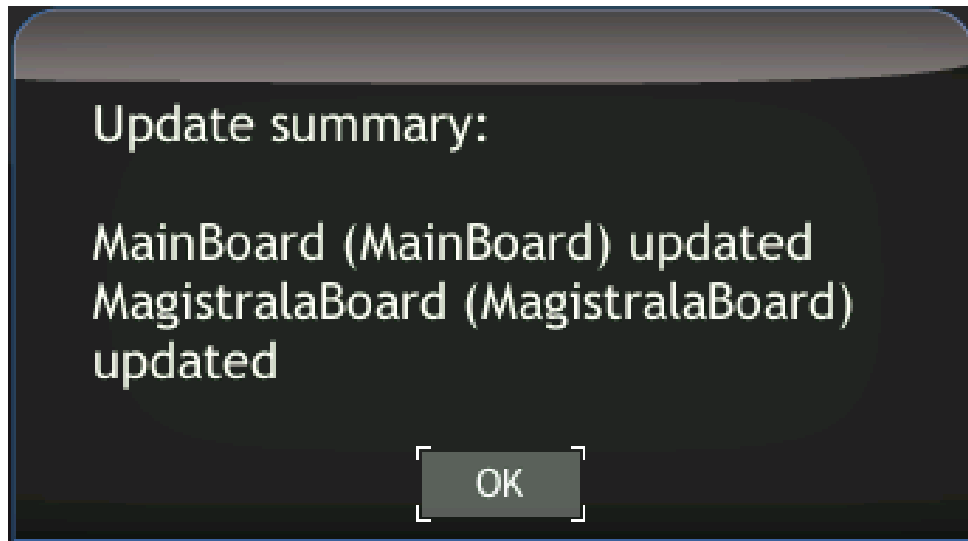 Update summary:
MainBoard (MainBoard) updated
MagistralaBoard (MagistralaBoard)
updated
OK